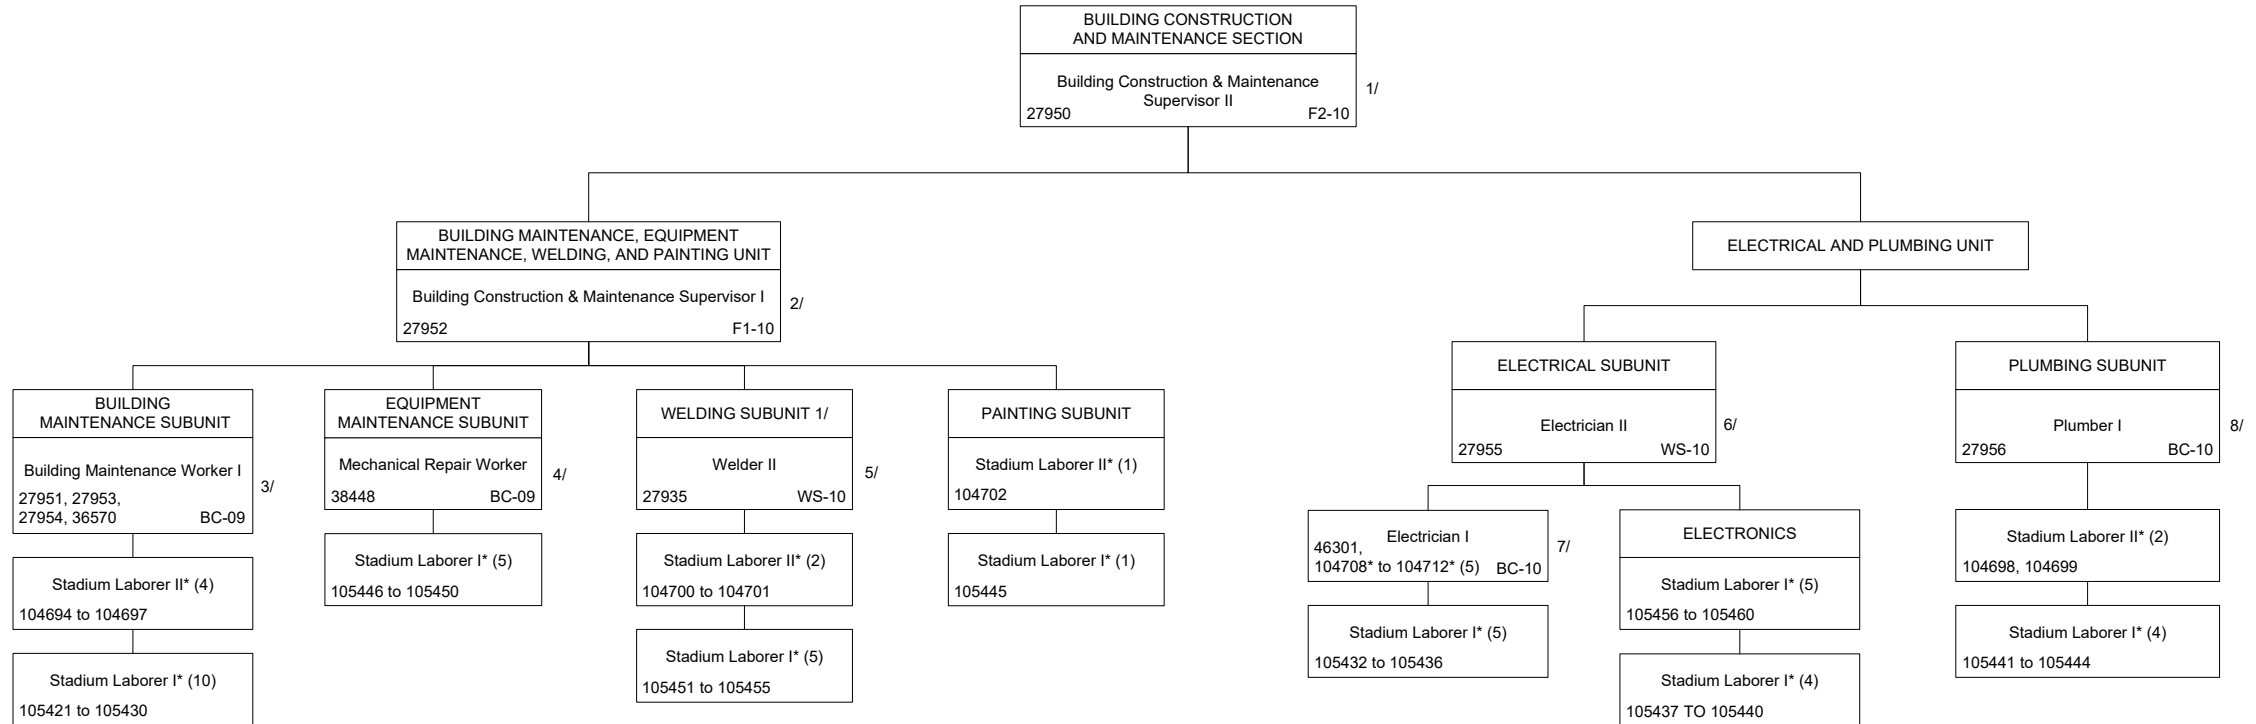 BUILDING CONSTRUCTION
AND MAINTENANCE SECTION
Building Construction & Maintenance
Supervisor II
27950 F2-10
1/
BUILDING MAINTENANCE, EQUIPMENT
MAINTENANCE, WELDING, AND PAINTING UNIT
Building Construction & Maintenance Supervisor I
27952 F1-10
2/
ELECTRICAL AND PLUMBING UNIT
BUILDING
MAINTENANCE SUBUNIT
Building Maintenance Worker I
27951, 27953,
27954, 36570 BC-09
3/
Stadium Laborer II* (4)
104694 to 104697
Stadium Laborer I* (10)
105421 to 105430
EQUIPMENT
MAINTENANCE SUBUNIT
Mechanical Repair Worker
38448 BC-09
4/
Stadium Laborer I* (5)
105446 to 105450
WELDING SUBUNIT 1/
Welder II
27935 WS-10
5/
Stadium Laborer II* (2)
104700 to 104701
Stadium Laborer I* (5)
105451 to 105455
PAINTING SUBUNIT
Stadium Laborer II* (1)
104702
Stadium Laborer I* (1)
105445
ELECTRICAL SUBUNIT
Electrician II
27955 WS-10
6/
Electrician I
46301,
104708* to 104712* (5) BC-10
7/
Stadium Laborer I* (5)
105432 to 105436
ELECTRONICS
Stadium Laborer I* (5)
105456 to 105460
Stadium Laborer I* (4)
105437 TO 105440
PLUMBING SUBUNIT
Plumber I
27956 BC-10
8/
Stadium Laborer II* (2)
104698, 104699
Stadium Laborer I* (4)
105441 to 105444